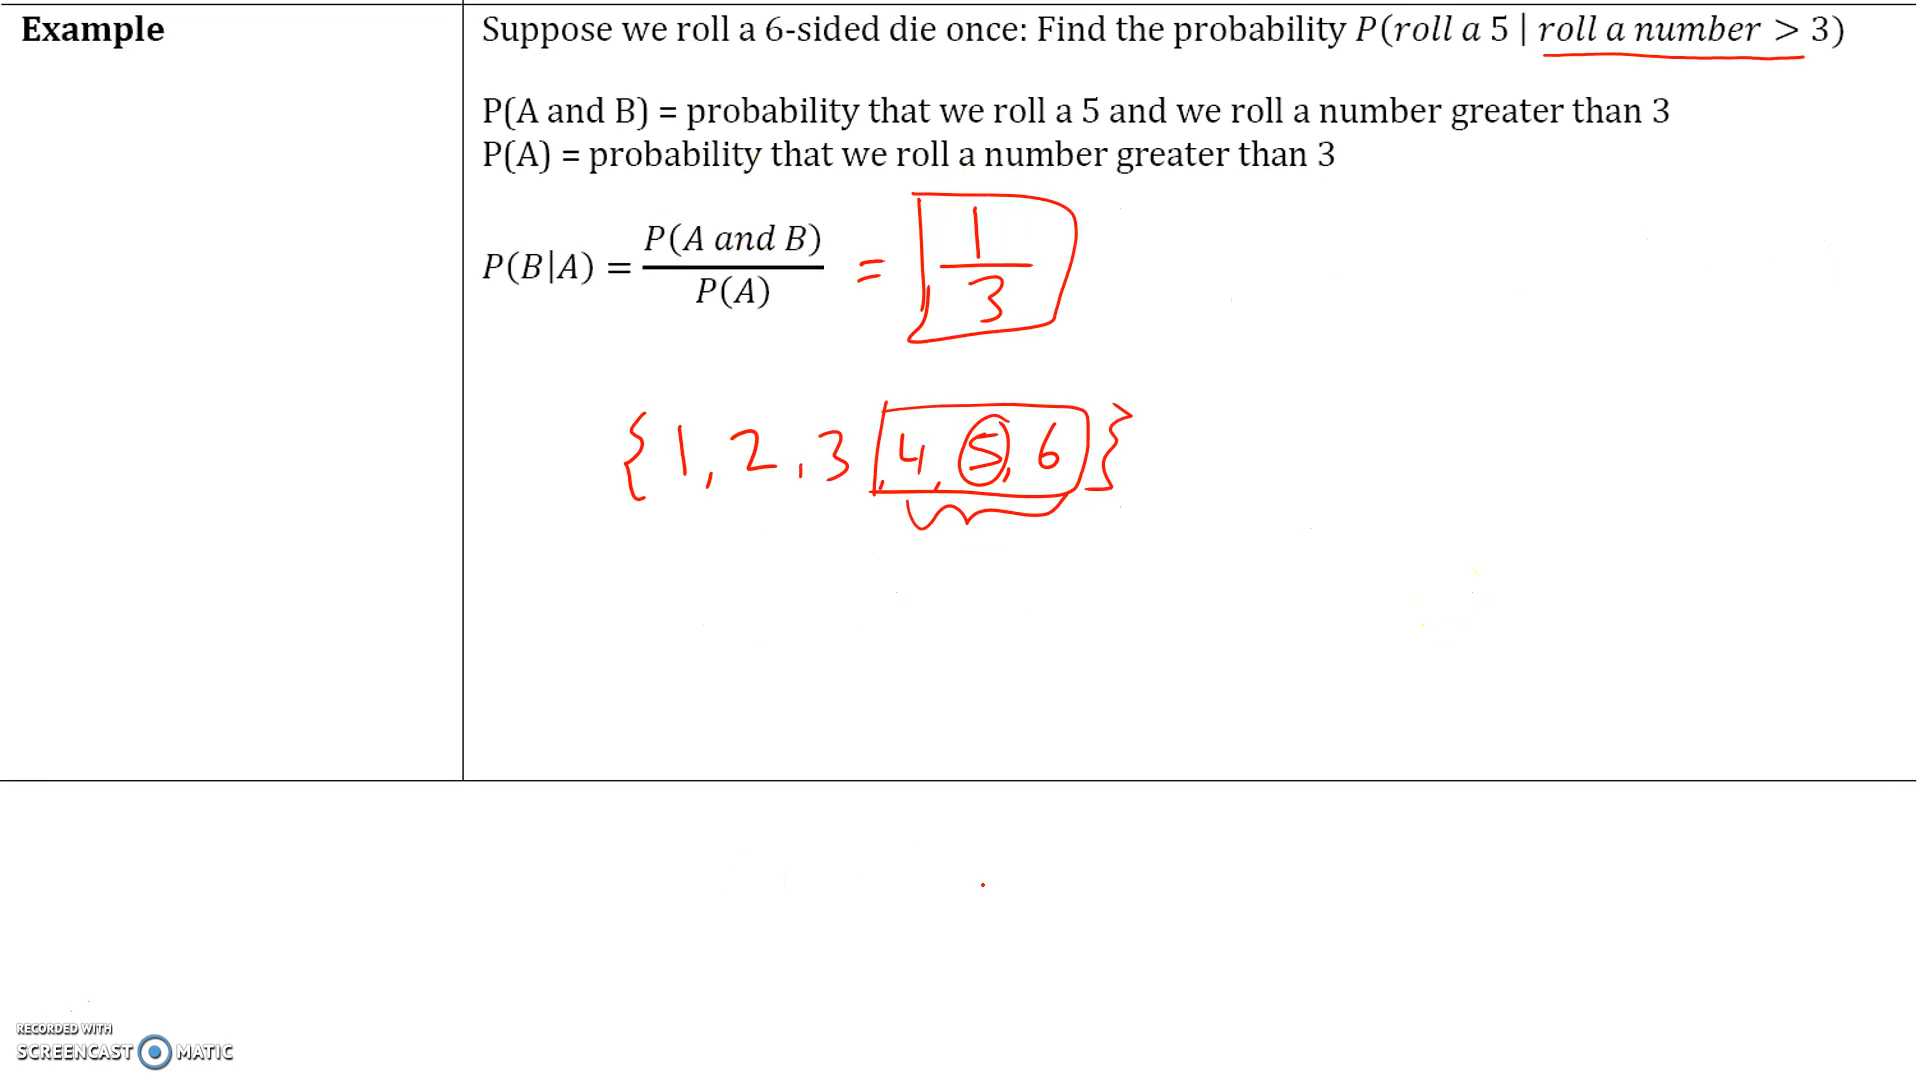 Example
Suppose we roll a 6-sided die once: Find the probability P(roll a 5 | roll a number > 3)
P(A and B) = probability that we roll a 5 and we roll a number greater than 3
P(A) = probability that we roll a number greater than 3
P(B|A) = P(A and B) / P(A) = 1/3
{1, 2, 3, 4, 5, 6}
RECORDED WITH
SCREENCAST MATIC